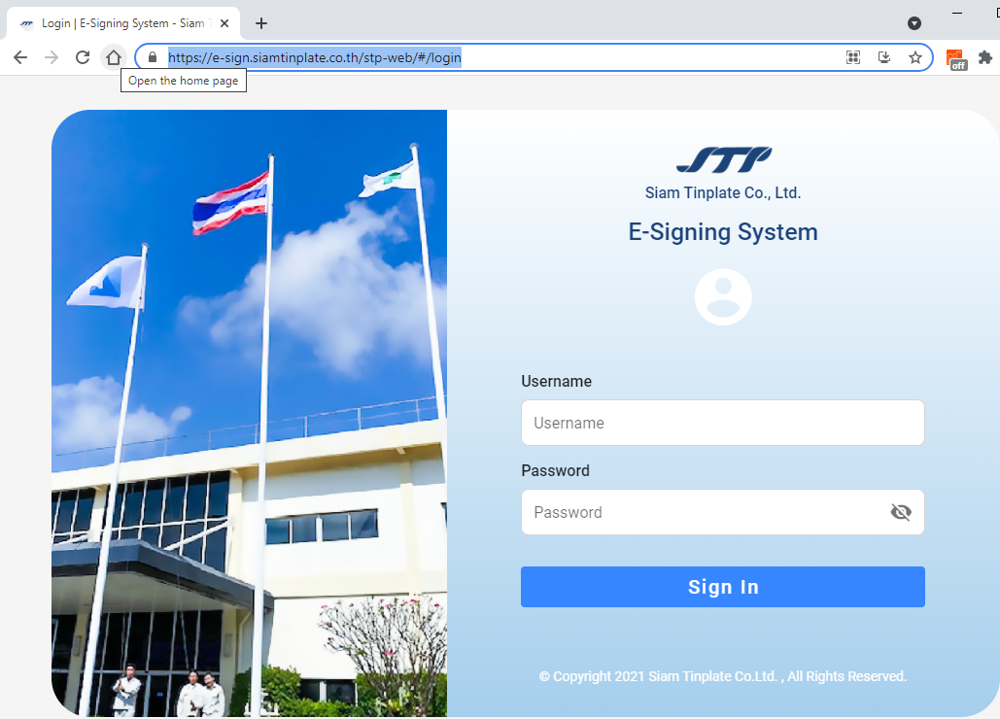 Login | E-Signing System - Siam T
https://e-sign.siamtinplate.co.th/stp-web/#/login
off
Open the home page
STP
Siam Tinplate Co., Ltd.
E-Signing System
Username
Username
Password
Password
Sign In
© Copyright 2021 Siam Tinplate Co.Ltd. , All Rights Reserved.